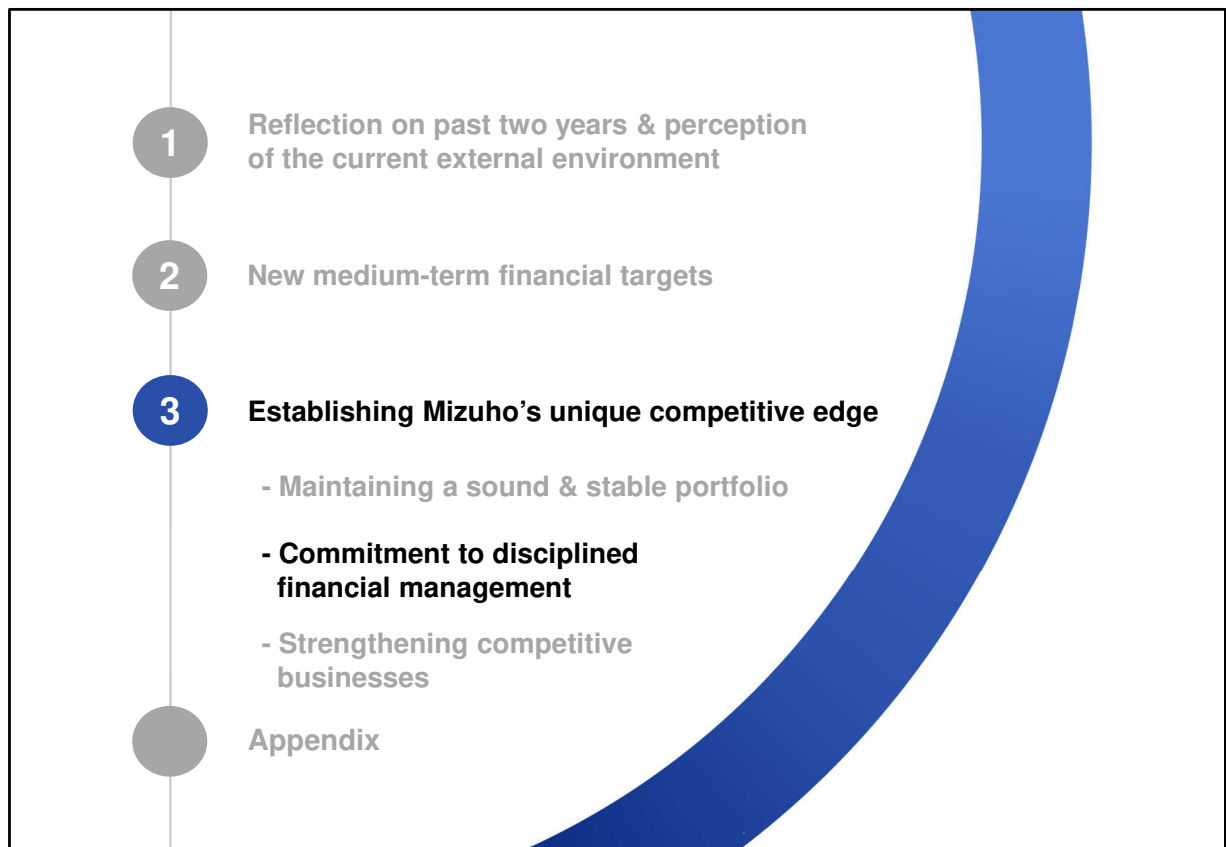 1
Reflection on past two years & perception
of the current external environment
2
New medium-term financial targets
3
Establishing Mizuho's unique competitive edge
- Maintaining a sound & stable portfolio
- Commitment to disciplined
financial management
- Strengthening competitive
businesses
Appendix